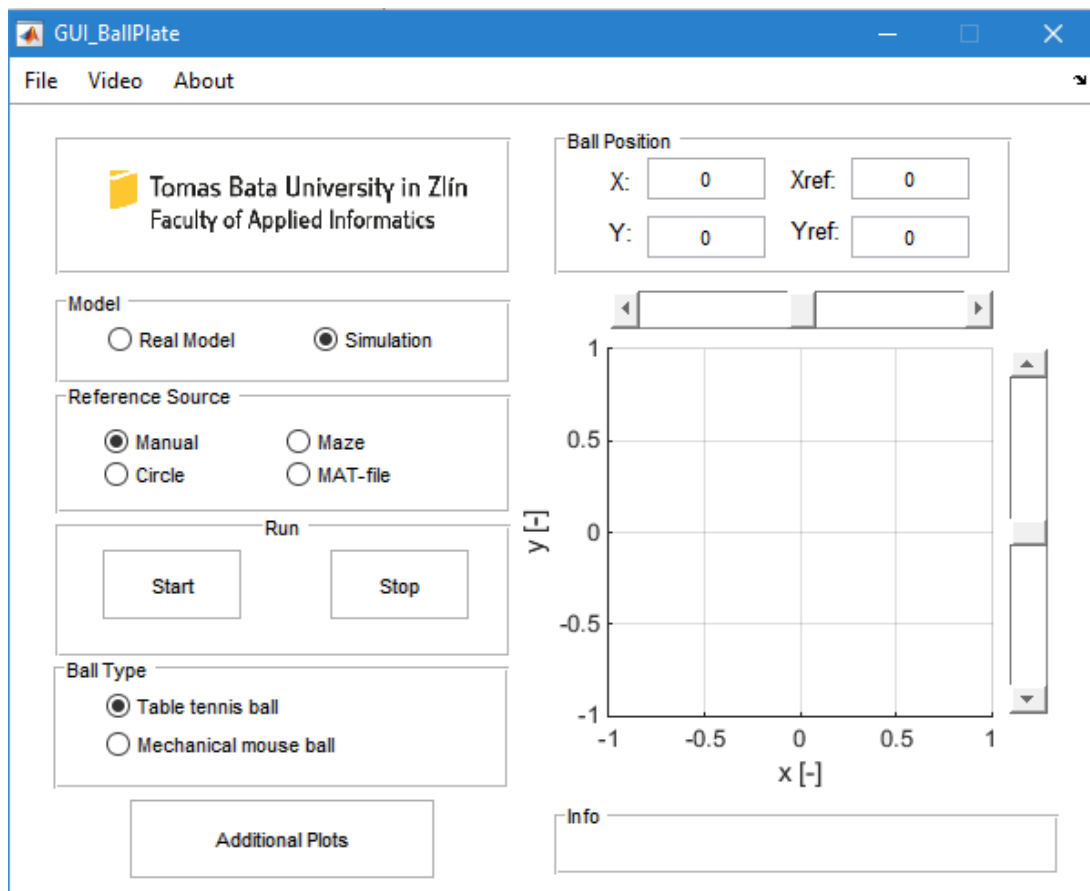 GUI_BallPlate
File Video About
Tomas Bata University in Zlín
Faculty of Applied Informatics
Model
Real Model Simulation
Reference Source
Manual Maze
Circle MAT-file
Run
Start Stop
Ball Type
Table tennis ball
Mechanical mouse ball
Additional Plots
Ball Position
X: 0 Xref: 0
Y: 0 Yref: 0
1
0.5
0
-0.5
-1
y [-]
-1 -0.5 0 0.5 1
x [-]
Info